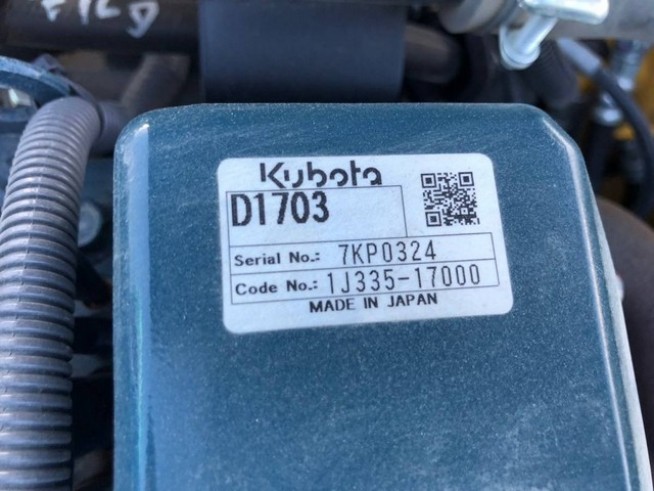 Kubota
D1703
Serial No.: 7KP0324
Code No.: 1J335-17000
MADE IN JAPAN